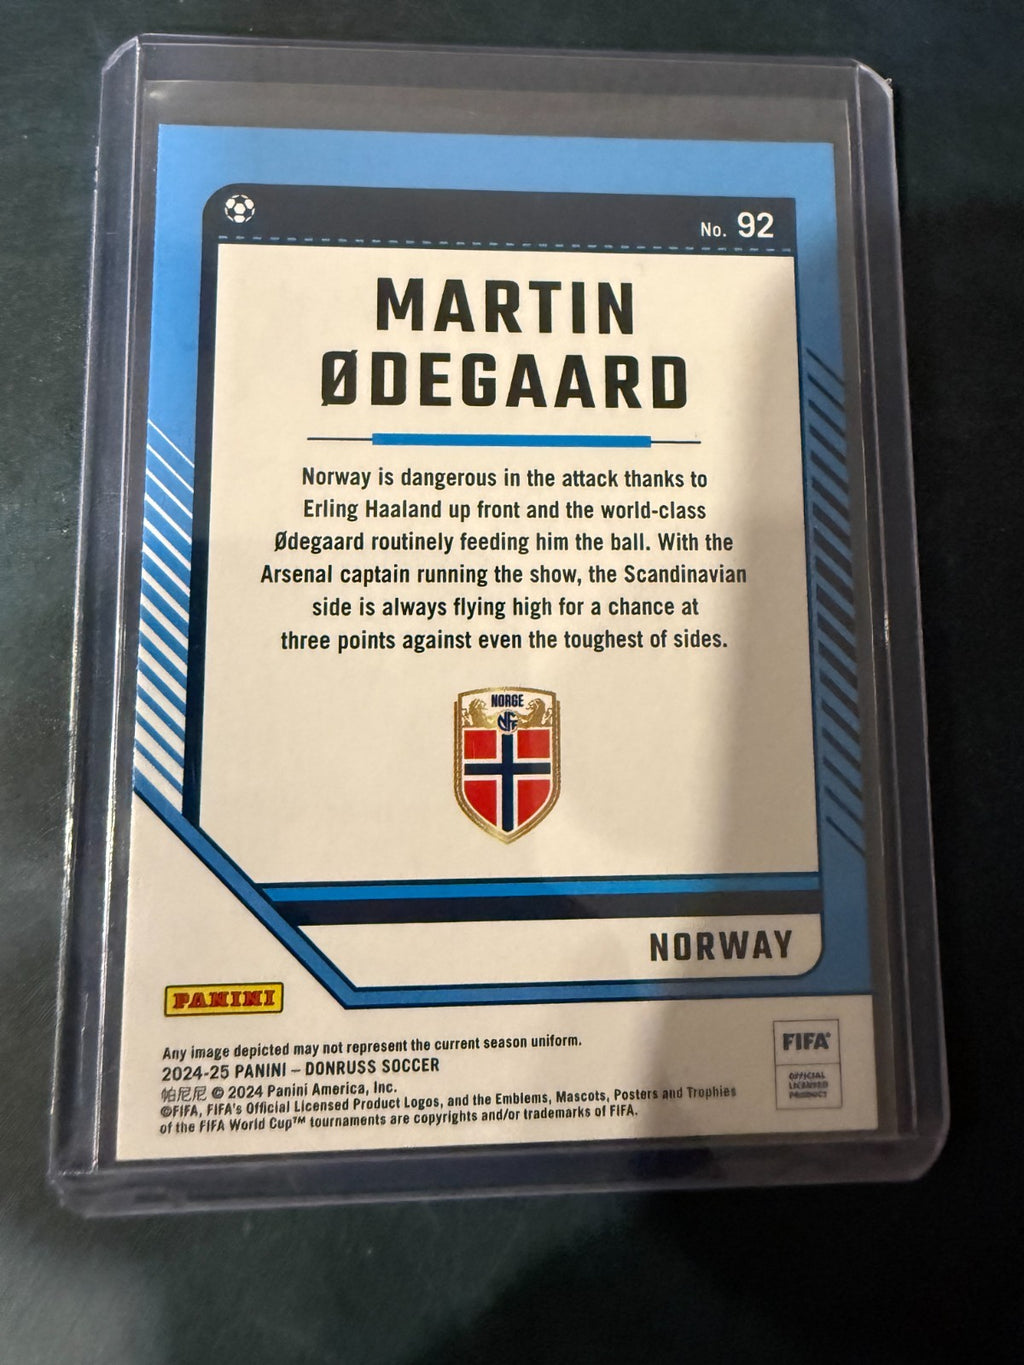 No. 92
MARTIN
ØDEGAARD
Norway is dangerous in the attack thanks to
Erling Haaland up front and the world-class
Ødegaard routinely feeding him the ball. With the
Arsenal captain running the show, the Scandinavian
side is always flying high for a chance at
three points against even the toughest of sides.
NORGE
NFF
NORWAY
PANINI
Any image depicted may not represent the current season uniform.
2024-25 PANINI – DONRUSS SOCCER
帕尼尼 © 2024 Panini America, Inc.
©FIFA, FIFA's Official Licensed Product Logos, and the Emblems, Mascots, Posters and Trophies
of the FIFA World Cup™ tournaments are copyrights and/or trademarks of FIFA.
FIFA®
OFFICIAL
LICENSED
PRODUCT